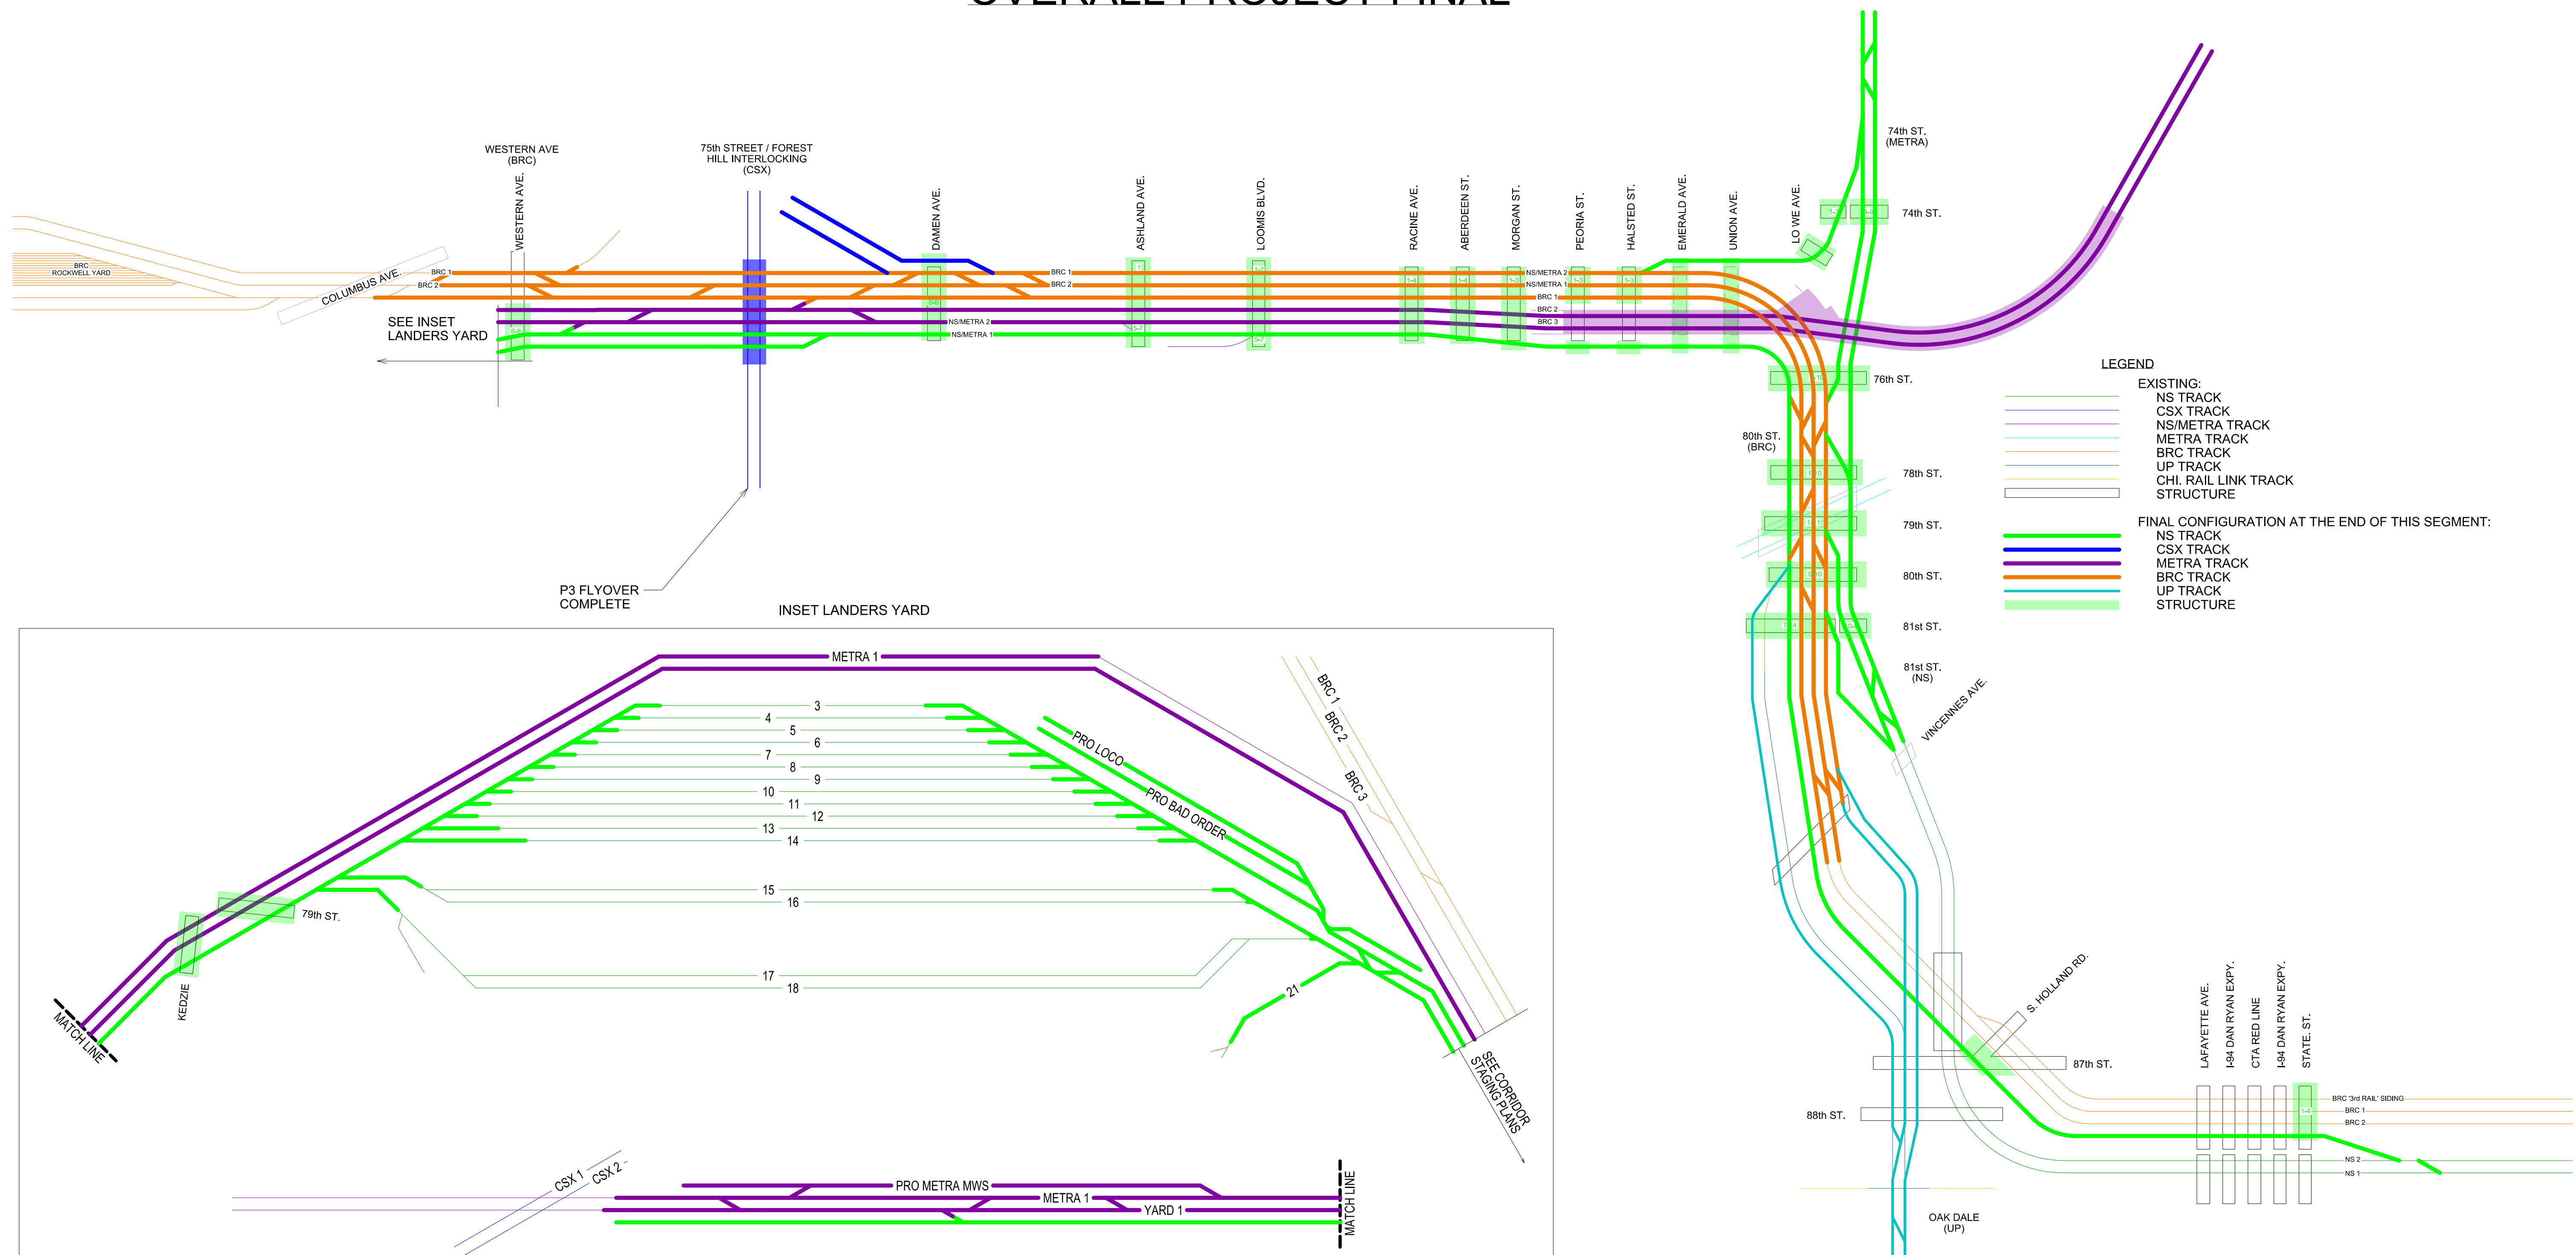 OVERALL PROJECT FINAL
WESTERN AVE
(BRC)
75th STREET / FOREST
HILL INTERLOCKING
(CSX)
74th ST.
(METRA)
WESTERN AVE.
DAMEN AVE.
ASHLAND AVE.
LOOMIS BLVD.
RACINE AVE.
ABERDEEN ST.
MORGAN ST.
PEORIA ST.
HALSTED ST.
EMERALD AVE.
UNION AVE.
LO WE AVE.
74th ST.
BRC
ROCKWELL YARD
COLUMBUS AVE.
BRC 1
BRC 2
BRC 1
BRC 2
NS/METRA 2
NS/METRA 1
NS/METRA 2
NS/METRA 1
BRC 1
BRC 2
BRC 3
SEE INSET
LANDERS YARD
76th ST.
80th ST.
(BRC)
78th ST.
79th ST.
80th ST.
81st ST.
81st ST.
(NS)
VINCENNES AVE.
P3 FLYOVER
COMPLETE
LEGEND
EXISTING:
NS TRACK
CSX TRACK
NS/METRA TRACK
METRA TRACK
BRC TRACK
UP TRACK
CHI. RAIL LINK TRACK
STRUCTURE
FINAL CONFIGURATION AT THE END OF THIS SEGMENT:
NS TRACK
CSX TRACK
METRA TRACK
BRC TRACK
UP TRACK
STRUCTURE
INSET LANDERS YARD
METRA 1
3
4
5
6
7
8
9
10
11
12
13
14
15
16
17
18
21
PRO LOCO
PRO BAD ORDER
BRC 1
BRC 2
BRC 3
79th ST.
KEDZIE
MATCH LINE
SEE CORRIDOR
STAGING PLANS
CSX 1
CSX 2
PRO METRA MWS
METRA 1
YARD 1
MATCH LINE
S. HOLLAND RD.
87th ST.
88th ST.
OAK DALE
(UP)
LAFAYETTE AVE.
I-94 DAN RYAN EXPY.
CTA RED LINE
I-94 DAN RYAN EXPY.
STATE. ST.
1-4
BRC '3rd RAIL' SIDING
BRC 1
BRC 2
NS 2
NS 1